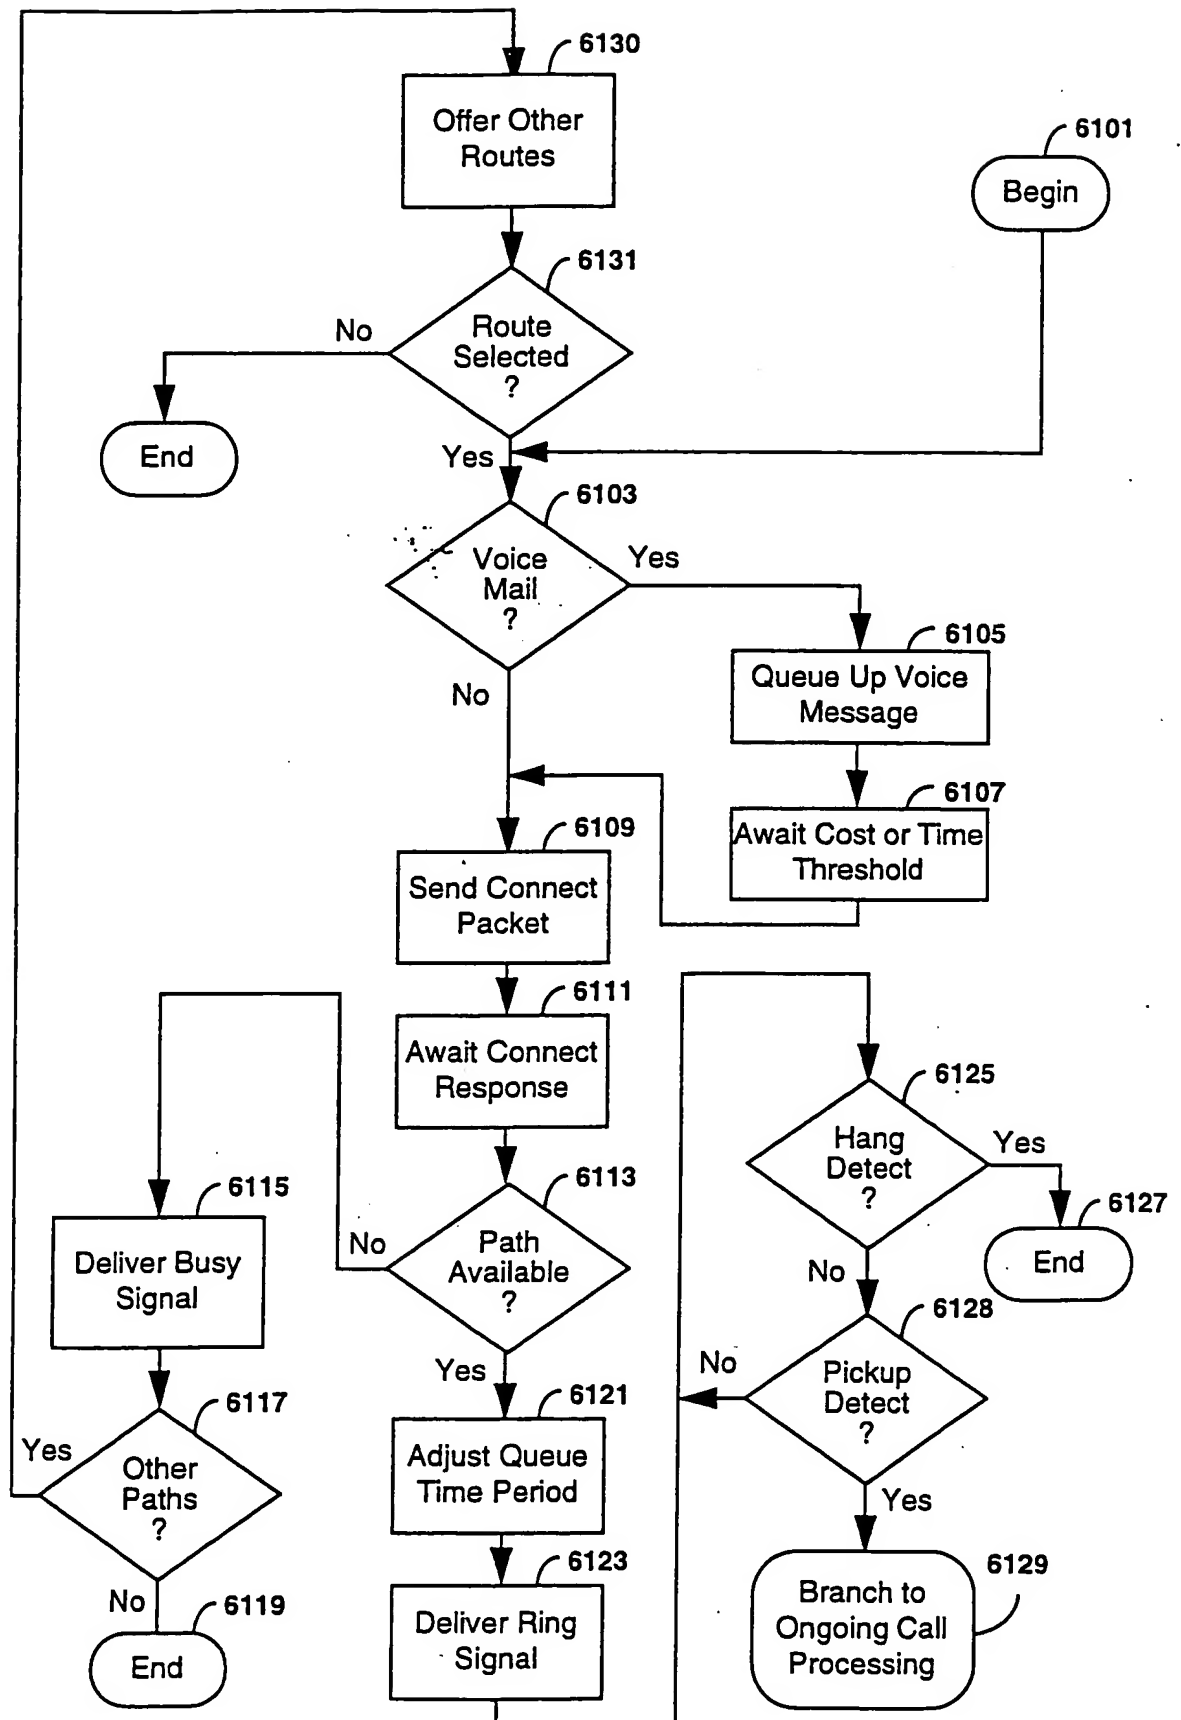 6130
Offer Other
Routes
6101
Begin
6131
Route
Selected
?
No
End
Yes
6103
Voice
Mail
?
Yes
No
6105
Queue Up Voice
Message
6107
Await Cost or Time
Threshold
6109
Send Connect
Packet
6111
Await Connect
Response
6113
Path
Available
?
No
Yes
6115
Deliver Busy
Signal
6117
Other
Paths
?
Yes
No
6119
End
6121
Adjust Queue
Time Period
6123
Deliver Ring
Signal
6125
Hang
Detect
?
Yes
6127
End
No
6128
Pickup
Detect
?
No
Yes
6129
Branch to
Ongoing Call
Processing